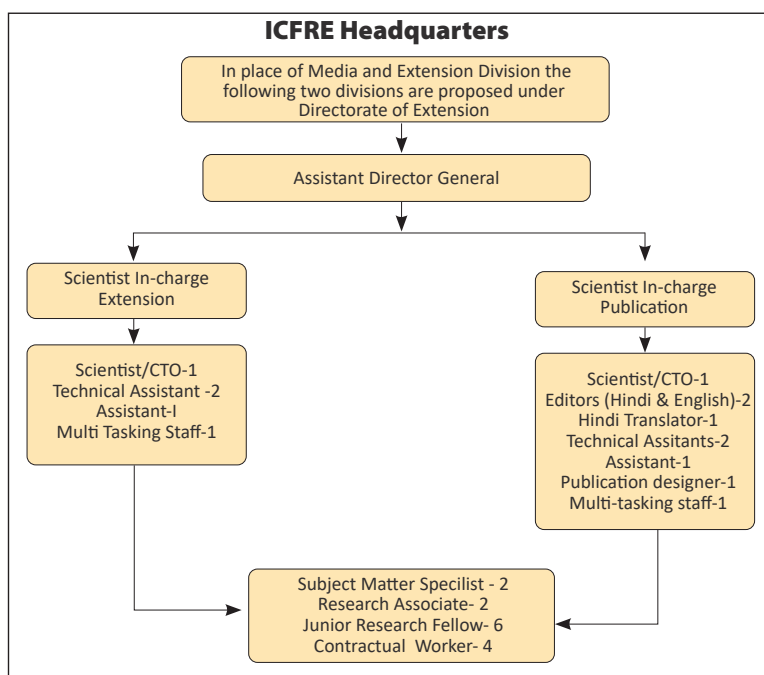 ICFRE Headquarters
In place of Media and Extension Division the
following two divisions are proposed under
Directorate of Extension
Assistant Director General
Scientist In-charge
Extension
Scientist In-charge
Publication
Scientist/CTO-1
Technical Assistant -2
Assistant-I
Multi Tasking Staff-1
Scientist/CTO-1
Editors (Hindi & English)-2
Hindi Translator-1
Technical Assitants-2
Assistant-1
Publication designer-1
Multi-tasking staff-1
Subject Matter Specilist - 2
Research Associate- 2
Junior Research Fellow- 6
Contractual Worker- 4